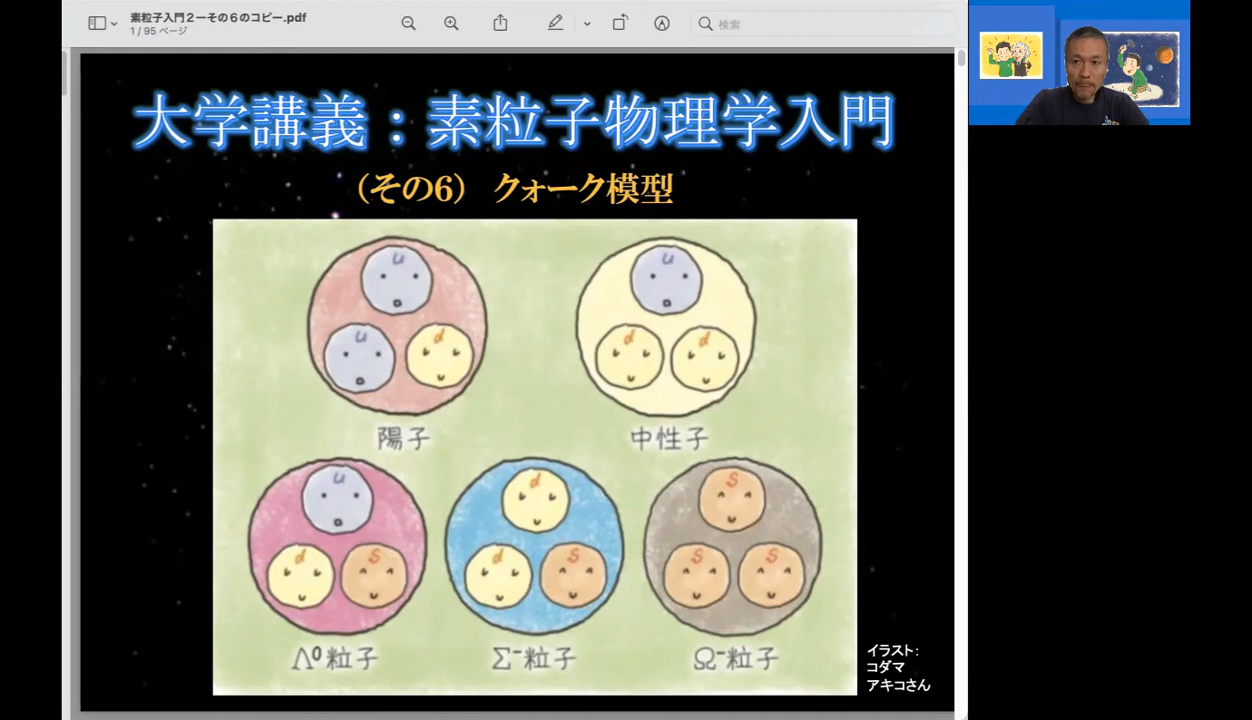 素粒子入門２ーその６のコピー.pdf
1 / 95 ページ
検索
大学講義：素粒子物理学入門
（その6） クォーク模型
u
u
u d
d d
陽子
中性子
u
d
s
d s
d s
s s
Λ⁰粒子
Σ⁻粒子
Ω⁻粒子
イラスト：
コダマ
アキコさん